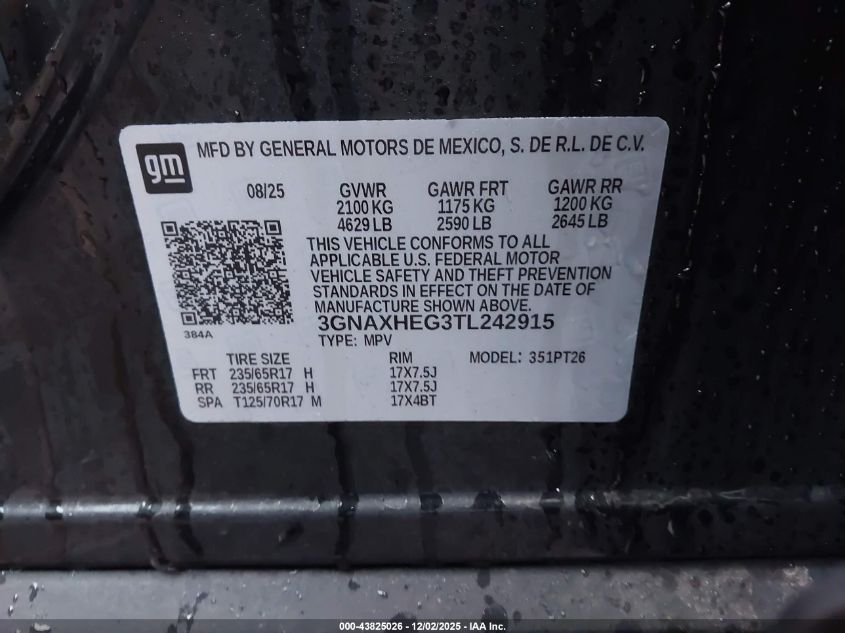 gm
MFD BY GENERAL MOTORS DE MEXICO, S. DE R.L. DE C.V.
08/25 GVWR GAWR FRT GAWR RR
2100 KG 1175 KG 1200 KG
4629 LB 2590 LB 2645 LB
THIS VEHICLE CONFORMS TO ALL
APPLICABLE U.S. FEDERAL MOTOR
VEHICLE SAFETY AND THEFT PREVENTION
STANDARDS IN EFFECT ON THE DATE OF
MANUFACTURE SHOWN ABOVE.
384A
3GNAXHEG3TL242915
TYPE: MPV
TIRE SIZE RIM MODEL: 351PT26
FRT 235/65R17 H 17X7.5J
RR 235/65R17 H 17X7.5J
SPA T125/70R17 M 17X4BT
000-43825026 - 12/02/2025 - IAA Inc.